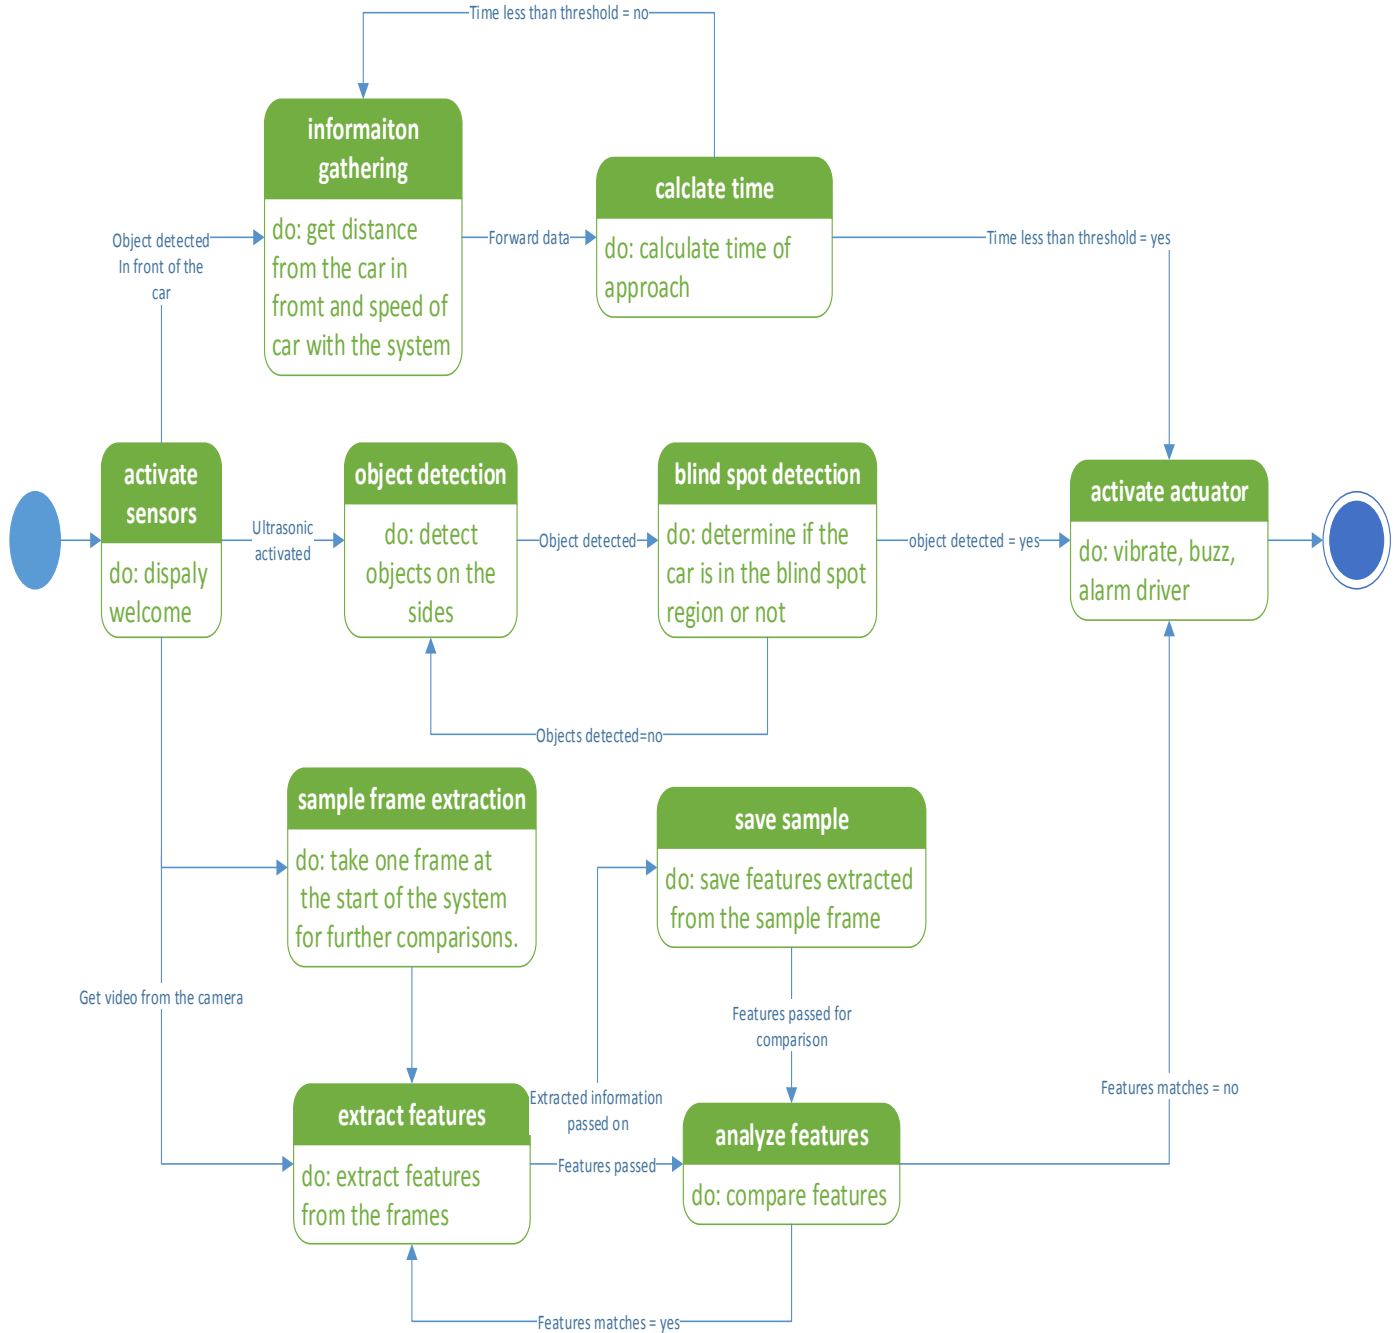 Time less than threshold = no
informaiton
gathering
do: get distance
from the car in
fromt and speed of
car with the system
Object detected
In front of the
car
Forward data
calclate time
do: calculate time of
approach
Time less than threshold = yes
activate
sensors
do: dispaly
welcome
Ultrasonic
activated
object detection
do: detect
objects on the
sides
Object detected
blind spot detection
do: determine if the
car is in the blind spot
region or not
object detected = yes
activate actuator
do: vibrate, buzz,
alarm driver
Objects detected=no
sample frame extraction
do: take one frame at
the start of the system
for further comparisons.
save sample
do: save features extracted
from the sample frame
Get video from the camera
Features passed for
comparison
extract features
do: extract features
from the frames
Extracted information
passed on
Features passed
analyze features
do: compare features
Features matches = no
Features matches = yes